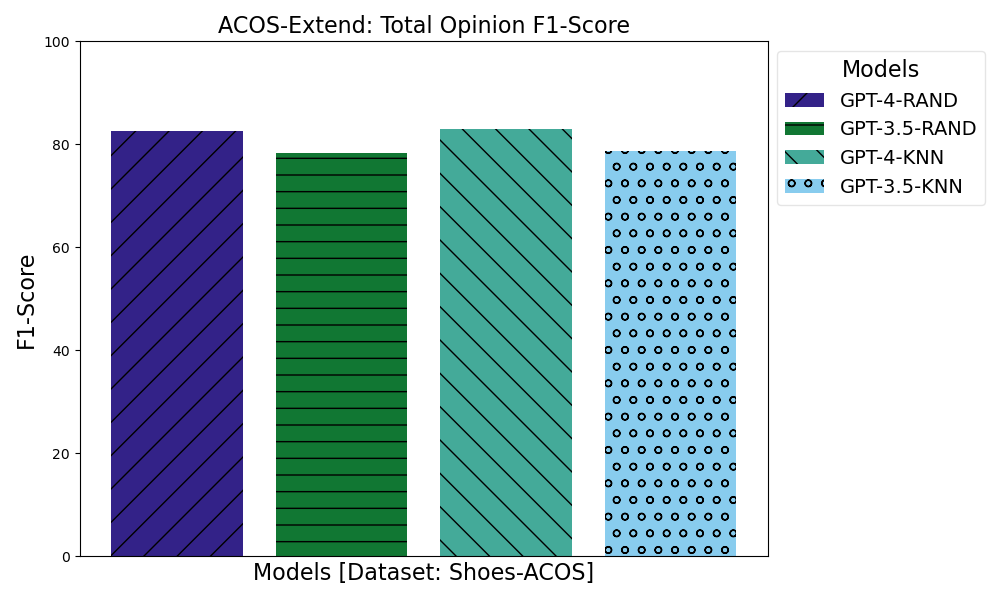 ACOS-Extend: Total Opinion F1-Score
100
80
60
40
20
0
F1-Score
Models [Dataset: Shoes-ACOS]
Models
GPT-4-RAND
GPT-3.5-RAND
GPT-4-KNN
GPT-3.5-KNN